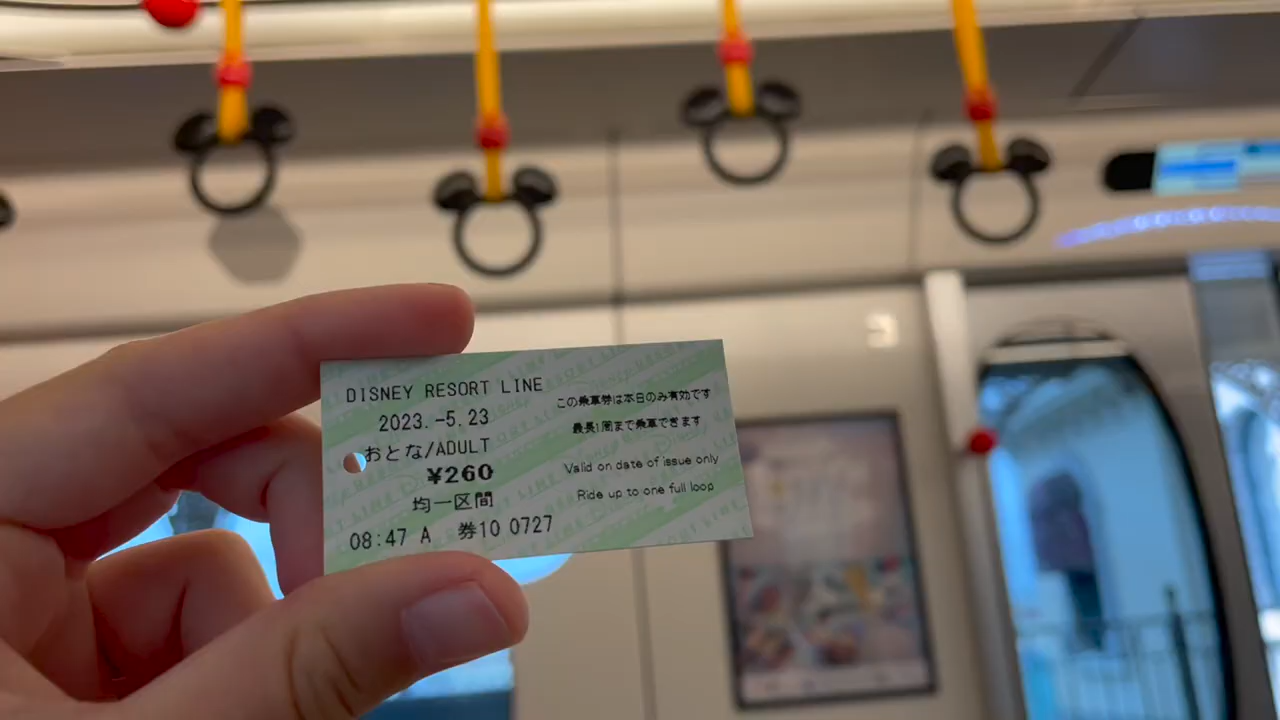 DISNEY RESORT LINE
2023.-5.23
おとな/ADULT
¥260
均一区間
08:47 A 券10 0727
この乗車券は本日のみ有効です
最長1周まで乗車できます
Valid on date of issue only
Ride up to one full loop